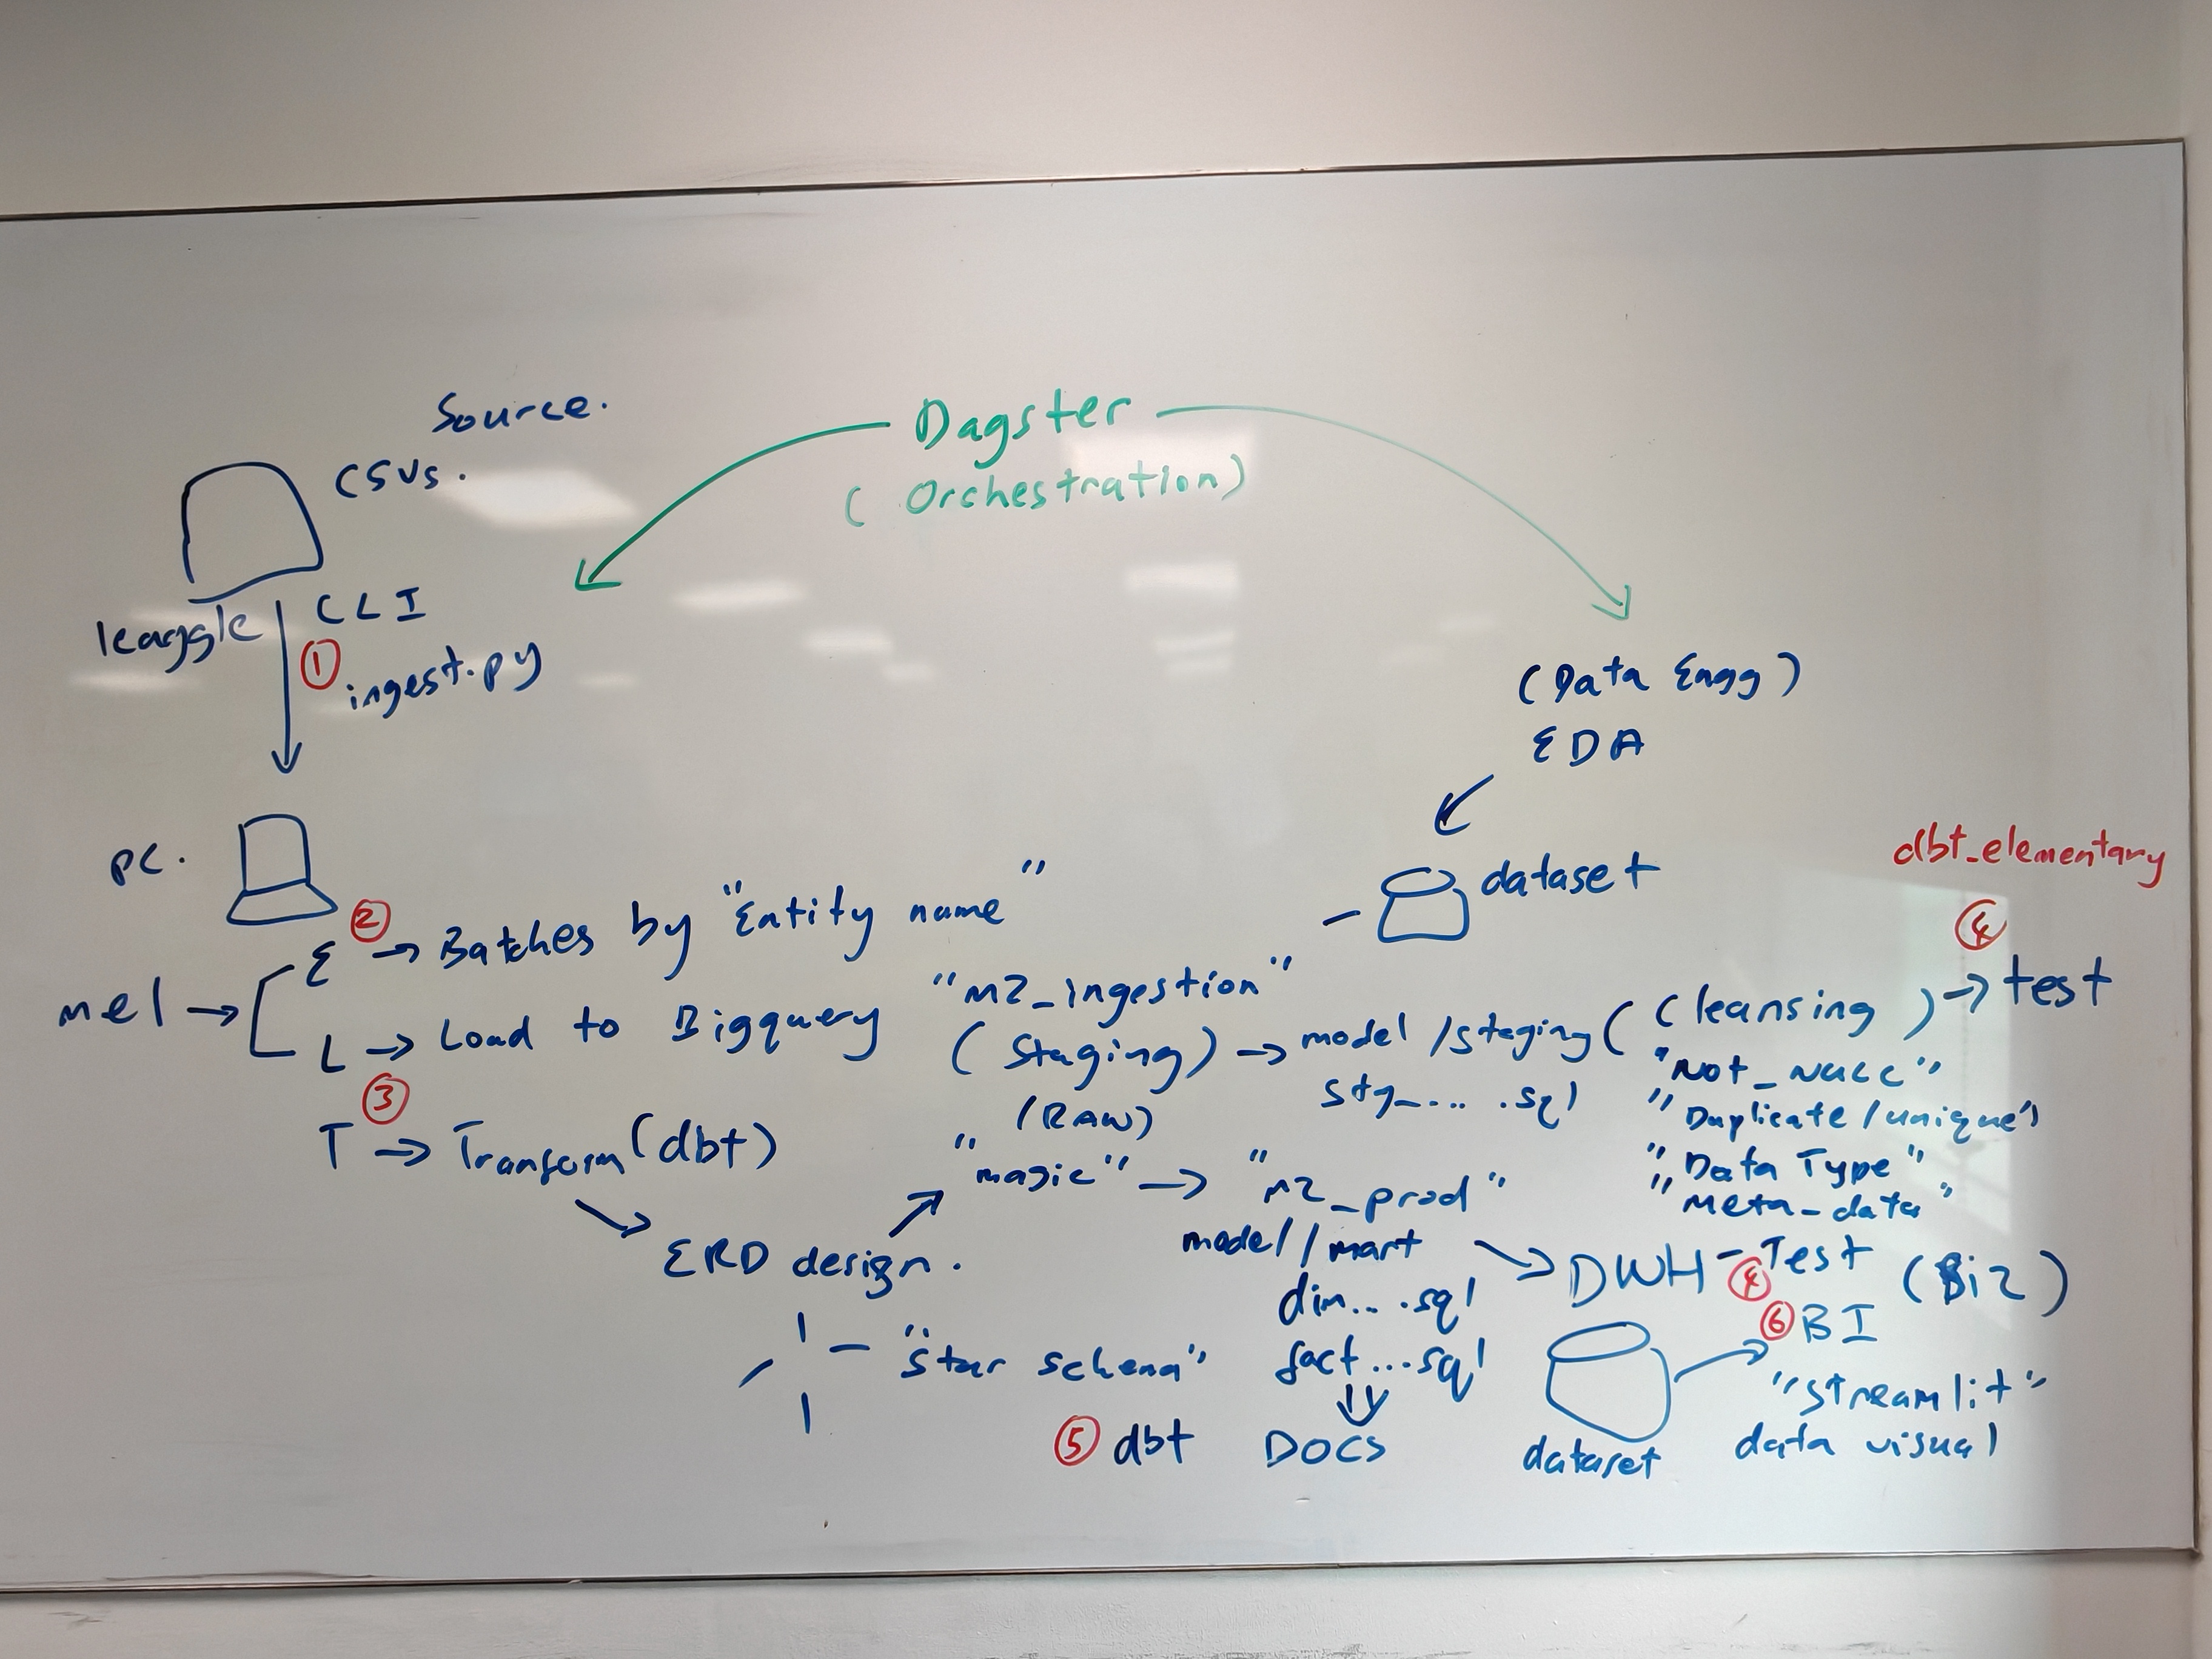 Source.
CSVs.
Dagster
( Orchestration)
kaggle
CLI
① ingest.py
(Data Engg)
EDA
pc.
dataset
dbt_elementary
②
E → Batches by "Entity name"
④
mel →
"M2_ingestion"
L → Load to Bigquery
(Staging) → model /staging ( Cleansing ) → test
stg_... .sql
(RAW)
"Not_NULL"
"Duplicate/unique"
"Data Type"
"Meta_data"
③
T → Transform (dbt)
"magic" → "M2_prod"
model/mart
dim... .sql
fact...sql
ERD design.
"Star schema"
DWH - Test (Biz)
④
⑥ BI
"streamlit"
data visual
dataset
⑤ dbt DOCS